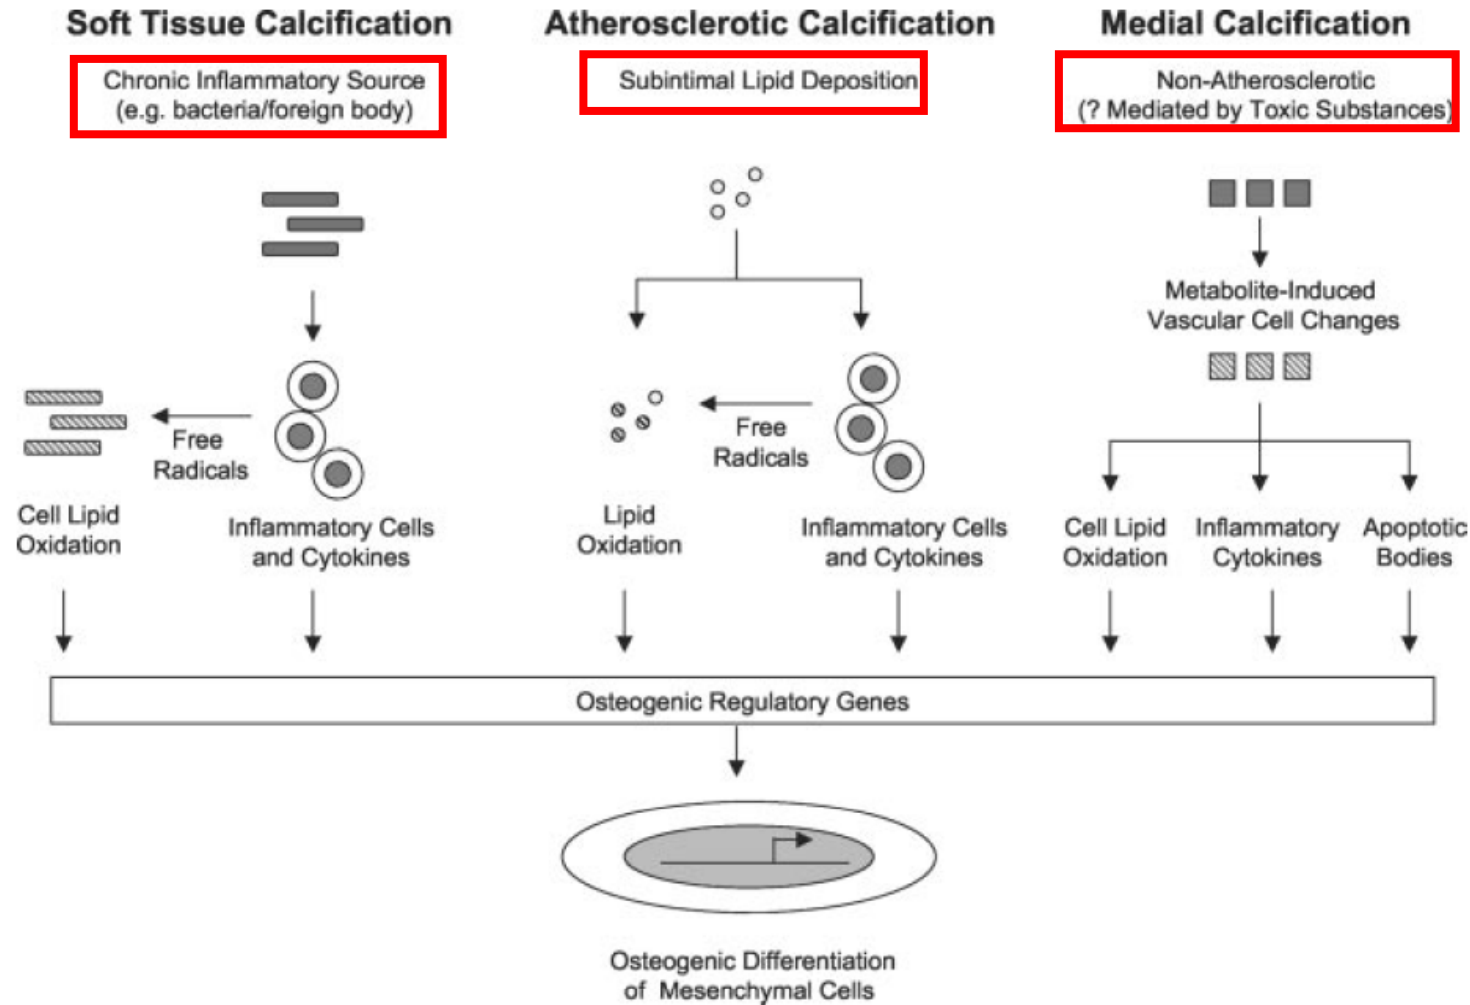 Soft Tissue Calcification
Chronic Inflammatory Source
(e.g. bacteria/foreign body)
Free
Radicals
Cell Lipid
Oxidation
Inflammatory Cells
and Cytokines
Atherosclerotic Calcification
Subintimal Lipid Deposition
Free
Radicals
Lipid
Oxidation
Inflammatory Cells
and Cytokines
Medial Calcification
Non-Atherosclerotic
(? Mediated by Toxic Substances)
Metabolite-Induced
Vascular Cell Changes
Cell Lipid
Oxidation
Inflammatory
Cytokines
Apoptotic
Bodies
Osteogenic Regulatory Genes
Osteogenic Differentiation
of Mesenchymal Cells